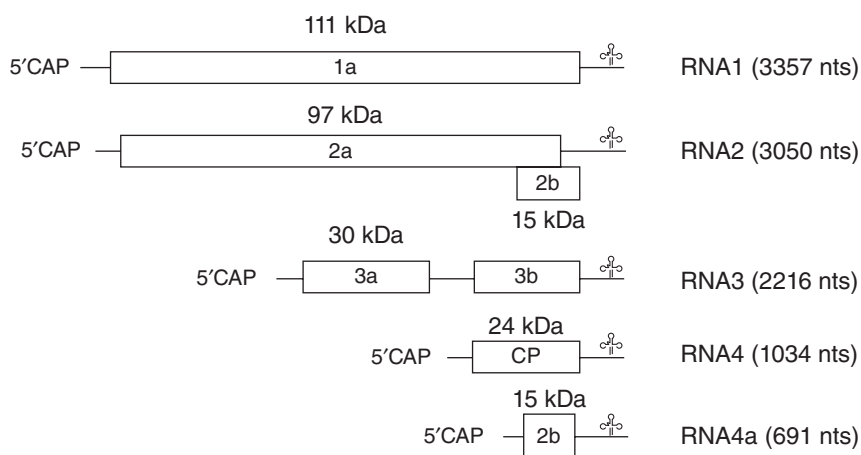 111 kDa
5′CAP 1a RNA1 (3357 nts)
97 kDa
5′CAP 2a RNA2 (3050 nts)
2b
15 kDa
30 kDa
5′CAP 3a 3b RNA3 (2216 nts)
24 kDa
5′CAP CP RNA4 (1034 nts)
15 kDa
5′CAP 2b RNA4a (691 nts)